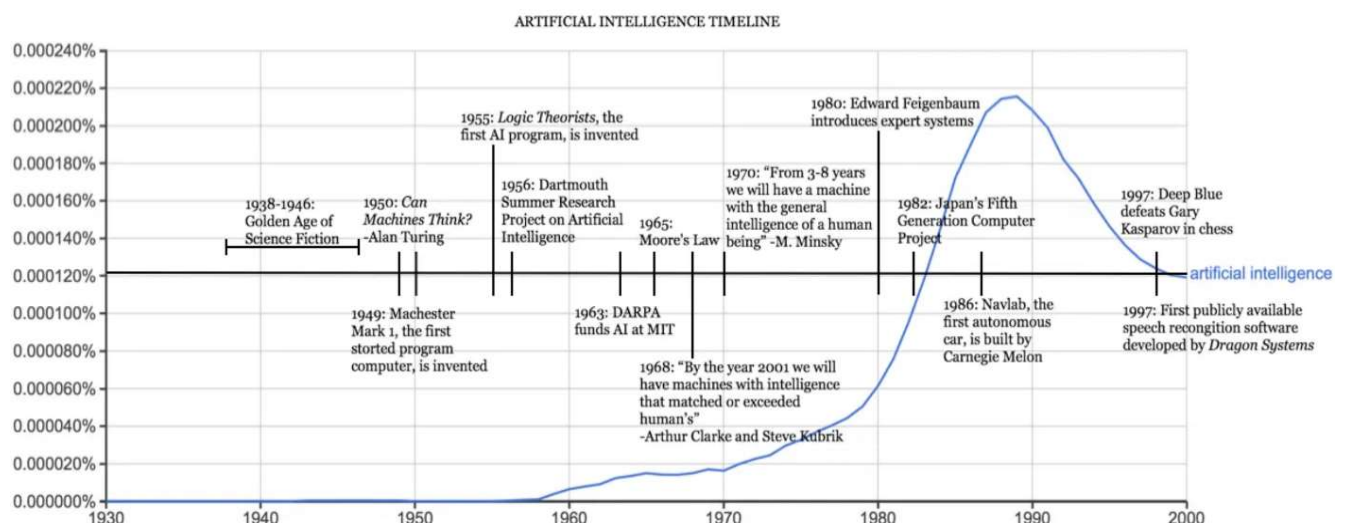 ARTIFICIAL INTELLIGENCE TIMELINE
0.000240%
0.000220%
0.000200%
0.000180%
0.000160%
0.000140%
0.000120%
0.000100%
0.000080%
0.000060%
0.000040%
0.000020%
0.000000%
1938-1946:
Golden Age of
Science Fiction
1950: Can
Machines Think?
-Alan Turing
1949: Machester
Mark 1, the first
storted program
computer, is invented
1955: Logic Theorists, the
first AI program, is invented
1956: Dartmouth
Summer Research
Project on Artificial
Intelligence
1963: DARPA
funds AI at MIT
1965:
Moore's Law
1968: “By the year 2001 we will
have machines with intelligence
that matched or exceeded
human's”
-Arthur Clarke and Steve Kubrik
1970: “From 3-8 years
we will have a machine
with the general
intelligence of a human
being” -M. Minsky
1980: Edward Feigenbaum
introduces expert systems
1982: Japan's Fifth
Generation Computer
Project
1986: Navlab, the
first autonomous
car, is built by
Carnegie Melon
1997: Deep Blue
defeats Gary
Kasparov in chess
artificial intelligence
1997: First publicly available
speech recongition software
developed by Dragon Systems
1930 1940 1950 1960 1970 1980 1990 2000